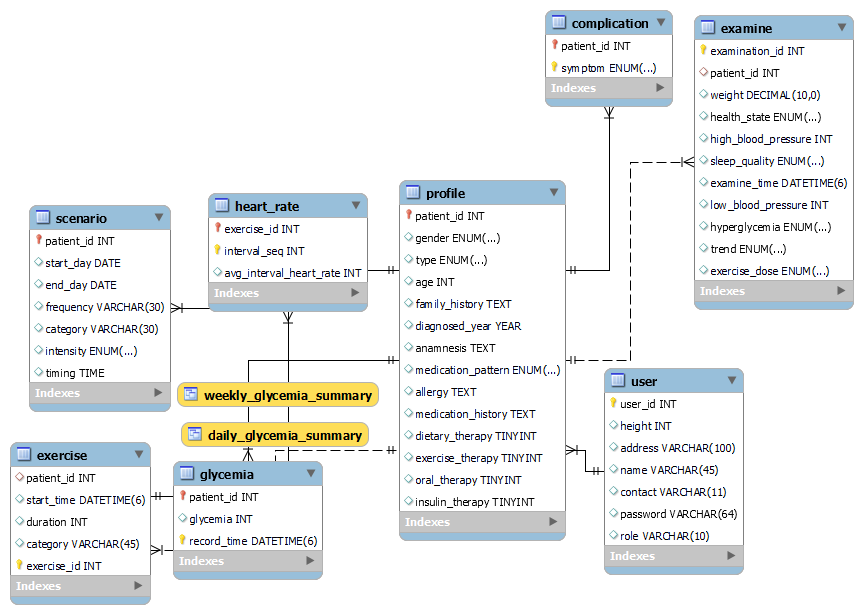 complication
patient_id INT
symptom ENUM(...)
Indexes
examine
examination_id INT
patient_id INT
weight DECIMAL(10,0)
health_state ENUM(...)
high_blood_pressure INT
sleep_quality ENUM(...)
examine_time DATETIME(6)
low_blood_pressure INT
hyperglycemia ENUM(...)
trend ENUM(...)
exercise_dose ENUM(...)
Indexes
profile
patient_id INT
gender ENUM(...)
type ENUM(...)
age INT
family_history TEXT
diagnosed_year YEAR
anamnesis TEXT
medication_pattern ENUM(...)
allergy TEXT
medication_history TEXT
dietary_therapy TINYINT
exercise_therapy TINYINT
oral_therapy TINYINT
insulin_therapy TINYINT
Indexes
heart_rate
exercise_id INT
interval_seq INT
avg_interval_heart_rate INT
Indexes
scenario
patient_id INT
start_day DATE
end_day DATE
frequency VARCHAR(30)
category VARCHAR(30)
intensity ENUM(...)
timing TIME
Indexes
weekly_glycemia_summary
daily_glycemia_summary
user
user_id INT
height INT
address VARCHAR(100)
name VARCHAR(45)
contact VARCHAR(11)
password VARCHAR(64)
role VARCHAR(10)
Indexes
exercise
patient_id INT
start_time DATETIME(6)
duration INT
category VARCHAR(45)
exercise_id INT
Indexes
glycemia
patient_id INT
glycemia INT
record_time DATETIME(6)
Indexes